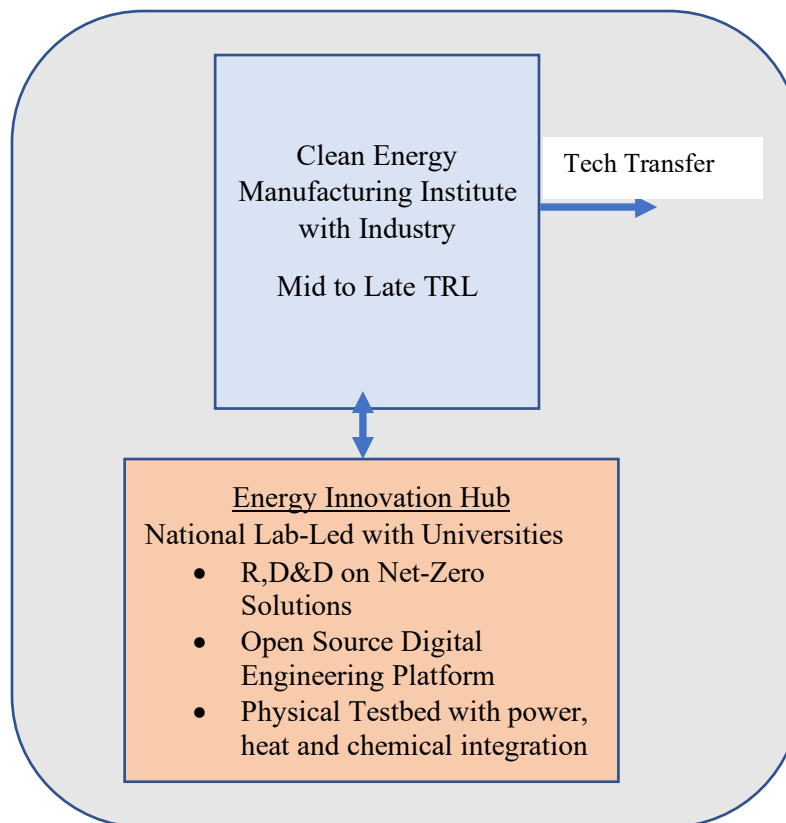 Clean Energy
Manufacturing Institute
with Industry
Mid to Late TRL
Tech Transfer
Energy Innovation Hub
National Lab-Led with Universities
• R,D&D on Net-Zero
Solutions
• Open Source Digital
Engineering Platform
• Physical Testbed with power,
heat and chemical integration